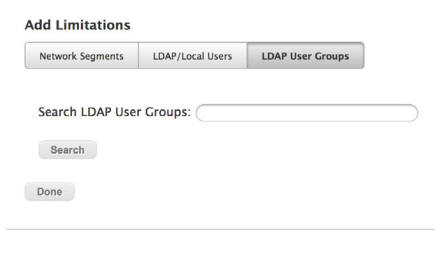 Add Limitations
Network Segments LDAP/Local Users LDAP User Groups
Search LDAP User Groups:
Search
Done